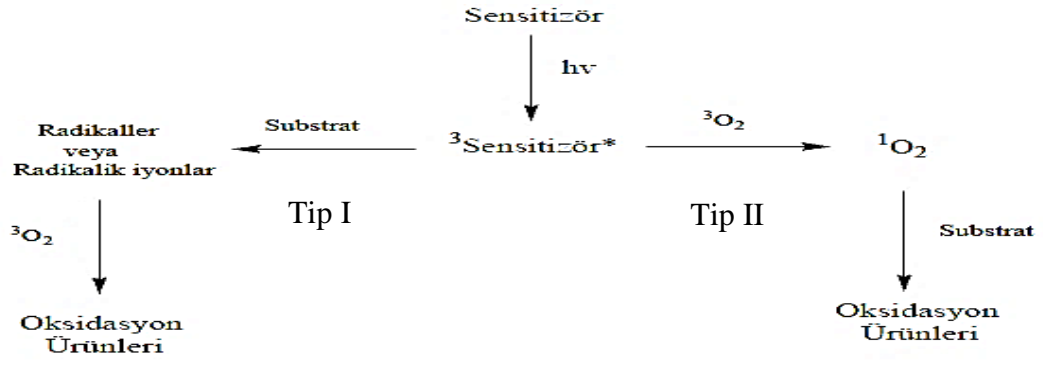 Sensitizör
hv
Radikaller
veya
Radikalik iyonlar
Substrat
³Sensitizör*
³O₂
¹O₂
Tip I
Tip II
³O₂
Substrat
Oksidasyon
Ürünleri
Oksidasyon
Ürünleri